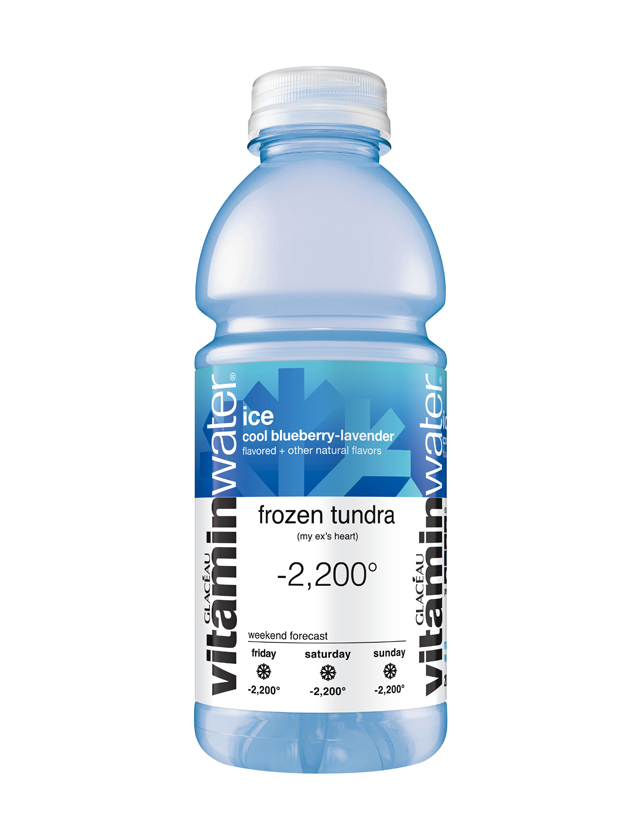 ice
cool blueberry-lavender
flavored + other natural flavors
GLACÉAU
vitaminwater®
frozen tundra
(my ex's heart)
-2,200°
weekend forecast
friday saturday sunday
-2,200° -2,200° -2,200°
GLACÉAU
vitaminwater